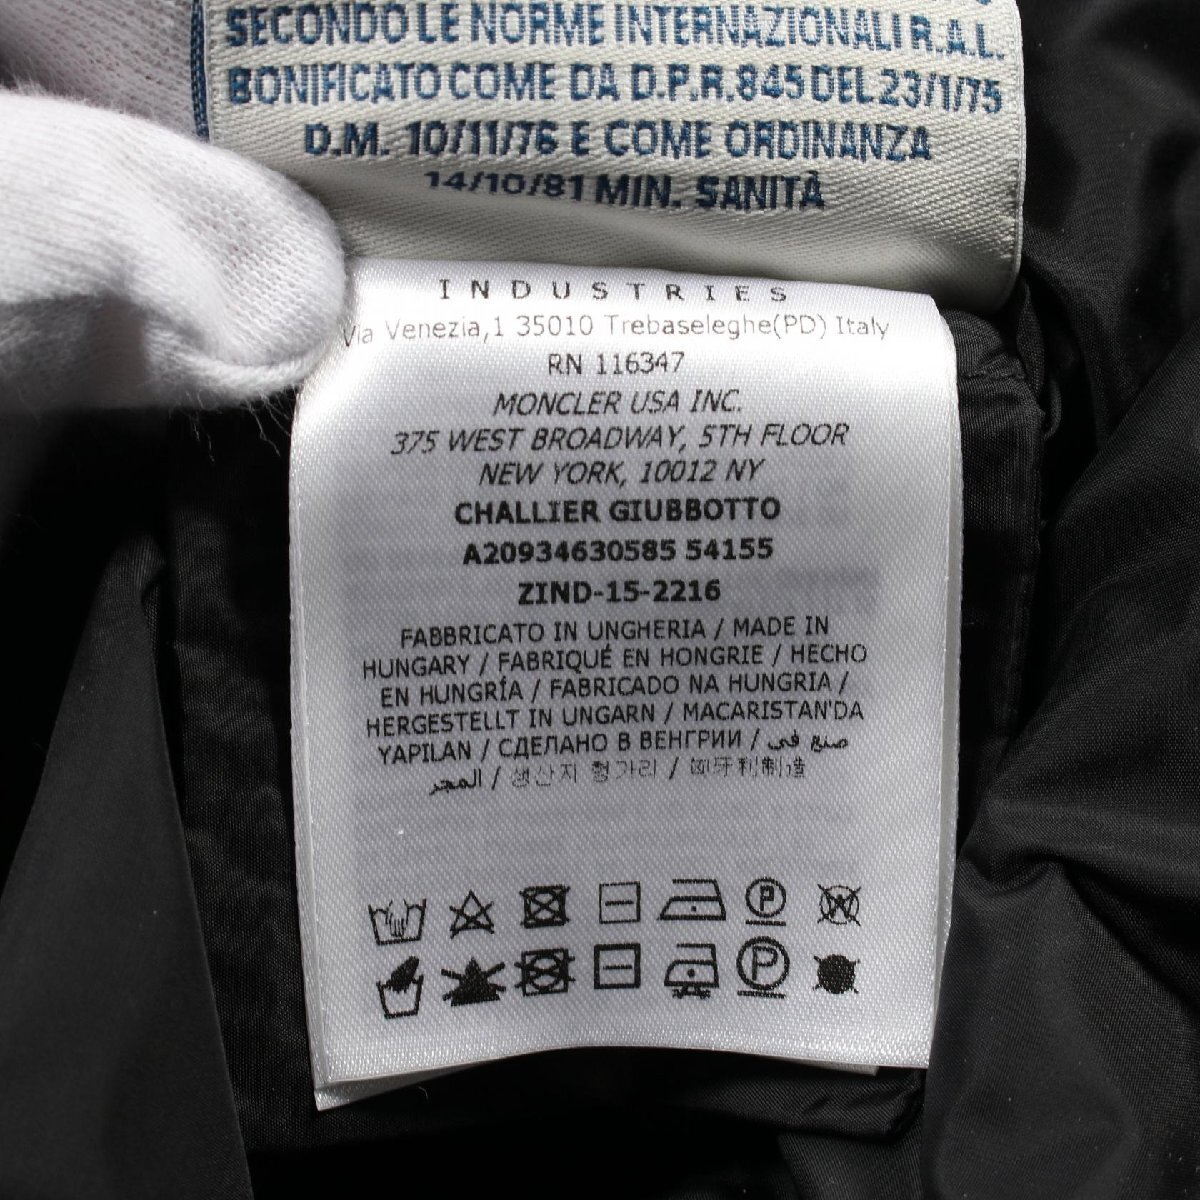 SECONDO LE NORME INTERNAZIONALI R.A.L.
BONIFICATO COME DA D.P.R. 845 DEL 23/1/75
D.M. 10/11/76 E COME ORDINANZA
14/10/81 MIN. SANITÀ
INDUSTRIES
Via Venezia,1 35010 Trebaseleghe(PD) Italy
RN 116347
MONCLER USA INC.
375 WEST BROADWAY, 5TH FLOOR
NEW YORK, 10012 NY
CHALLIER GIUBBOTTO
A20934630585 54155
ZIND-15-2216
FABBRICATO IN UNGHERIA / MADE IN
HUNGARY / FABRIQUÉ EN HONGRIE / HECHO
EN HUNGRÍA / FABRICADO NA HUNGRIA /
HERGESTELLT IN UNGARN / MACARISTAN'DA
YAPILAN / СДЕЛАНО В ВЕНГРИИ / صنع في
المجر / 생산지 헝가리 / 匈牙利制造
P
W
P